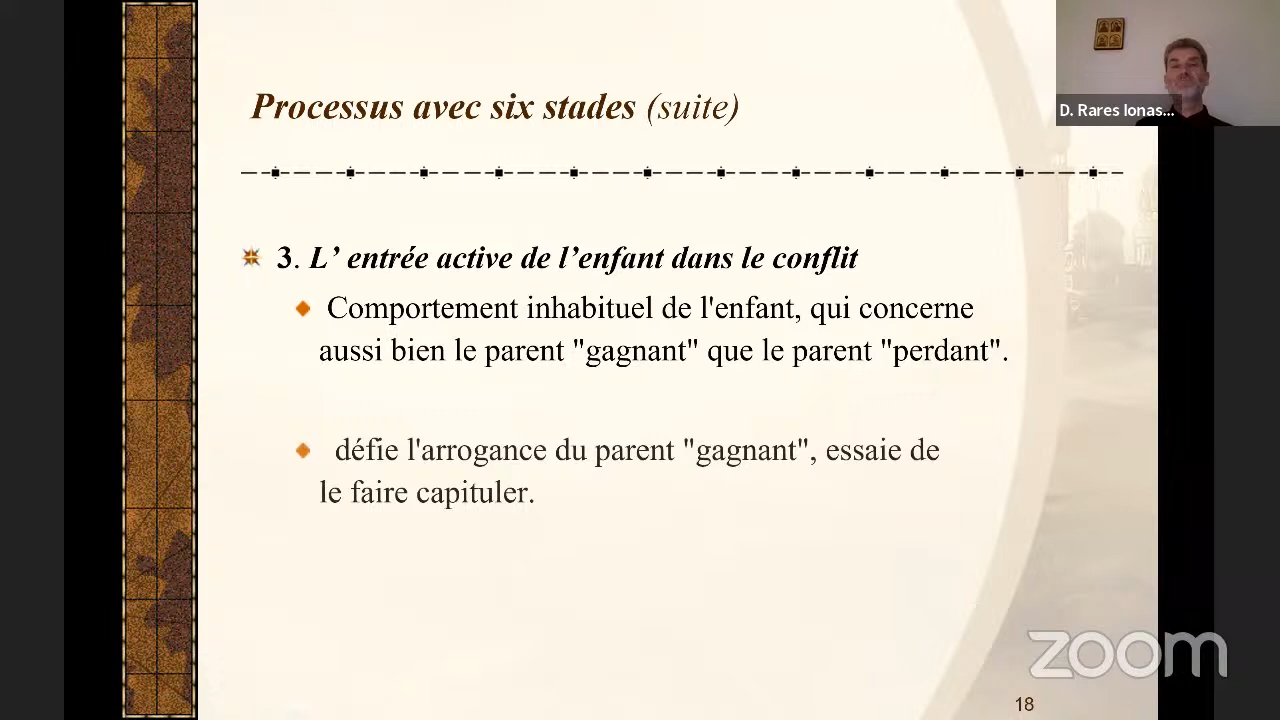 Processus avec six stades (suite)
D. Rares Ionas...
3. L’ entrée active de l’enfant dans le conflit
Comportement inhabituel de l'enfant, qui concerne
aussi bien le parent "gagnant" que le parent "perdant".
défie l'arrogance du parent "gagnant", essaie de
le faire capituler.
zoom
18